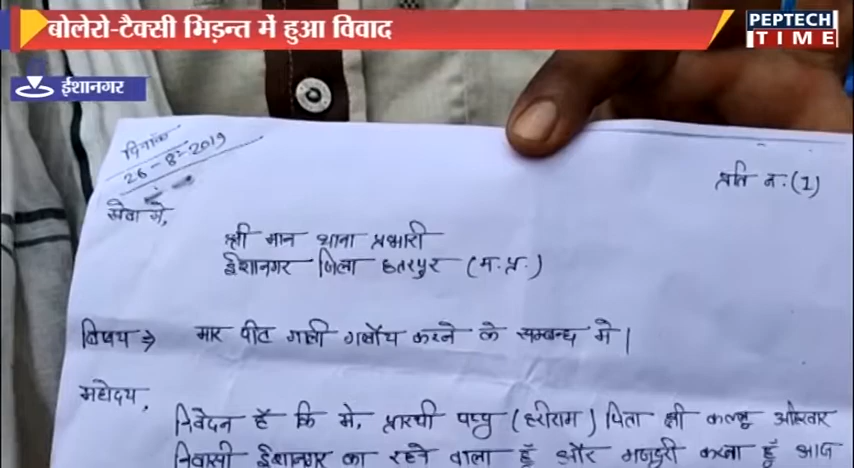 बोलेरो-टैक्सी भिड़न्त में हुआ विवाद
PEPTECH
TIME
ईशानगर
दिनांक
26-8-2019
प्रति नः(1)
सेवा मे,
श्री मान थाना प्रभारी
ईशानगर जिला छतरपुर (म.प्र.)
विषय ⇒ मार पीट गाली गलौच करने के सम्बन्ध मे।
महोदय,
निवेदन है कि मे, प्रार्थी पप्पु (हरीराम) पिता श्री कल्लू अहिरवार
निवासी ईशानगर का रहने वाला हूँ और मजदुरी करता हूँ आज